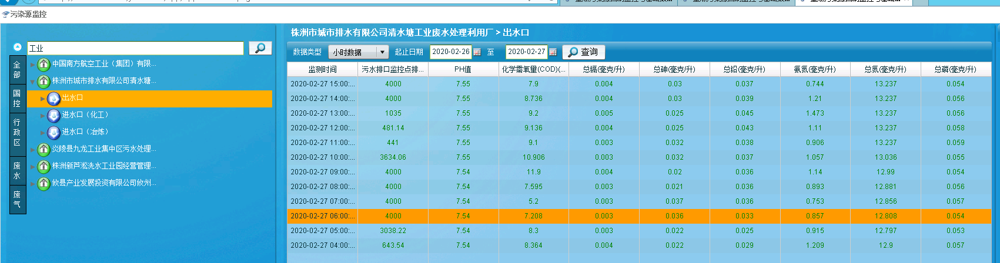 污染源监控
株洲市城市排水有限公司清水塘工业废水处理利用厂 > 出水口
工业
数据类型 小时数据 起止日期 2020-02-26 至 2020-02-27 查询
全部
国控
行政区
废水
废气
中国南方航空工业（集团）有限...
株洲市城市排水有限公司清水塘...
出水口
进水口（化工）
进水口（冶炼）
炎陵县九龙工业集中区污水处理...
株洲新芦淞洗水工业园经营管理...
攸县产业发展投资有限公司攸州...
监测时间 污水排口监控点排... PH值 化学需氧量(COD)(... 总镉(毫克/升) 总砷(毫克/升) 总铅(毫克/升) 氨氮(毫克/升) 总氮(毫克/升) 总磷(毫克/升)
2020-02-27 15:00:... 4000 7.55 7.9 0.004 0.03 0.037 0.744 13.237 0.054
2020-02-27 14:00:... 4000 7.55 8.736 0.004 0.03 0.039 1.21 13.237 0.056
2020-02-27 13:00:... 1035 7.55 9.2 0.005 0.025 0.045 1.473 13.237 0.056
2020-02-27 12:00:... 481.14 7.55 9.136 0.004 0.025 0.043 1.11 13.237 0.058
2020-02-27 11:00:... 441 7.55 9.1 0.003 0.032 0.038 0.906 13.237 0.059
2020-02-27 10:00:... 3634.06 7.55 10.906 0.003 0.032 0.037 1.057 13.036 0.055
2020-02-27 09:00:... 4000 7.54 11.9 0.004 0.02 0.036 1.14 12.99 0.054
2020-02-27 08:00:... 4000 7.54 7.595 0.003 0.021 0.036 0.893 12.881 0.056
2020-02-27 07:00:... 4000 7.54 5.2 0.003 0.037 0.036 0.753 12.856 0.057
2020-02-27 06:00:... 4000 7.54 7.208 0.003 0.036 0.033 0.857 12.808 0.054
2020-02-27 05:00:... 3038.22 7.54 8.3 0.003 0.022 0.025 0.915 12.797 0.053
2020-02-27 04:00:... 643.54 7.54 8.364 0.004 0.022 0.029 1.209 12.9 0.057